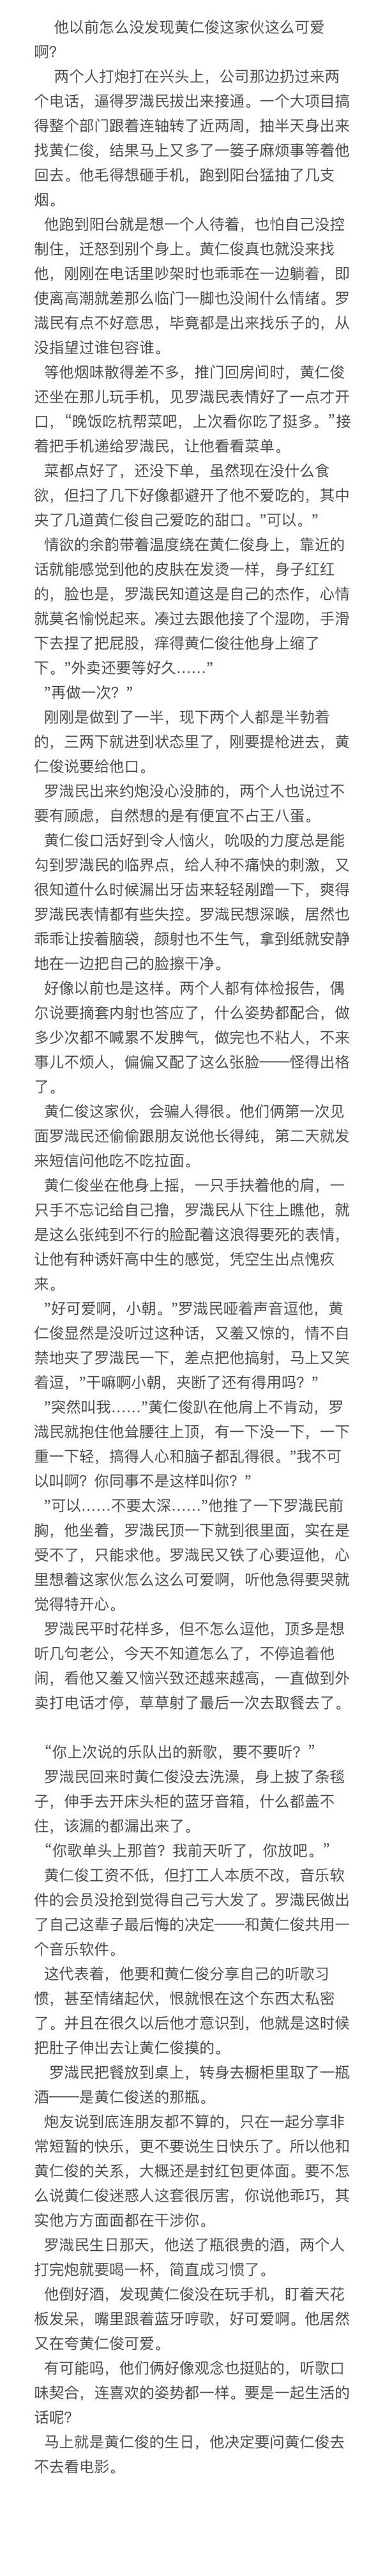 他以前怎么没发现黄仁俊这家伙这么可爱
啊？
两个人打炮打在兴头上，公司那边扔过来两
个电话，逼得罗渽民拔出来接通。一个大项目搞
得整个部门跟着连轴转了近两周，抽半天身出来
找黄仁俊，结果马上又多了一篓子麻烦事等着他
回去。他毛得想砸手机，跑到阳台猛抽了几支
烟。
他跑到阳台就是想一个人待着，也怕自己没控
制住，迁怒到别个身上。黄仁俊真也就没来找
他，刚刚在电话里吵架时也乖乖在一边躺着，即
使离高潮就差那么临门一脚也没闹什么情绪。罗
渽民有点不好意思，毕竟都是出来找乐子的，从
没指望过谁包容谁。
等他烟味散得差不多，推门回房间时，黄仁俊
还坐在那儿玩手机，见罗渽民表情好了一点才开
口，“晚饭吃杭帮菜吧，上次看你吃了挺多。”接
着把手机递给罗渽民，让他看看菜单。
菜都点好了，还没下单，虽然现在没什么食
欲，但扫了几下好像都避开了他不爱吃的，其中
夹了几道黄仁俊自己爱吃的甜口。”可以。”
情欲的余韵带着温度绕在黄仁俊身上，靠近的
话就能感觉到他的皮肤在发烫一样，身子红红
的，脸也是，罗渽民知道这是自己的杰作，心情
就莫名愉悦起来。凑过去跟他接了个湿吻，手滑
下去捏了把屁股，痒得黄仁俊往他身上缩了
下。”外卖还要等好久……”
”再做一次？”
刚刚是做到了一半，现下两个人都是半勃着
的，三两下就进到状态里了，刚要提枪进去，黄
仁俊说要给他口。
罗渽民出来约炮没心没肺的，两个人也说过不
要有顾虑，自然想的是有便宜不占王八蛋。
黄仁俊口活好到令人恼火，吮吸的力度总是能
勾到罗渽民的临界点，给人种不痛快的刺激，又
很知道什么时候漏出牙齿来轻轻剐蹭一下，爽得
罗渽民表情都有些失控。罗渽民想深喉，居然也
乖乖让按着脑袋，颜射也不生气，拿到纸就安静
地在一边把自己的脸擦干净。
好像以前也是这样。两个人都有体检报告，偶
尔说要摘套内射也答应了，什么姿势都配合，做
多少次都不喊累不发脾气，做完也不粘人，不来
事儿不烦人，偏偏又配了这么张脸——怪得出格
了。
黄仁俊这家伙，会骗人得很。他们俩第一次见
面罗渽民还偷偷跟朋友说他长得纯，第二天就发
来短信问他吃不吃拉面。
黄仁俊坐在他身上摇，一只手扶着他的肩，一
只手不忘记给自己撸，罗渽民从下往上瞧他，就
是这么张纯到不行的脸配着这浪得要死的表情，
让他有种诱奸高中生的感觉，凭空生出点愧疚
来。
”好可爱啊，小朝。”罗渽民哑着声音逗他，黄
仁俊显然是没听过这种话，又羞又惊的，情不自
禁地夹了罗渽民一下，差点把他搞射，马上又笑
着逗，”干嘛啊小朝，夹断了还有得用吗？”
”突然叫我……”黄仁俊趴在他肩上不肯动，罗
渽民就抱住他耸腰往上顶，有一下没一下，一下
重一下轻，搞得人心和脑子都乱得很。”我不可
以叫啊？你同事不是这样叫你？”
”可以……不要太深……”他推了一下罗渽民前
胸，他坐着，罗渽民顶一下就到很里面，实在是
受不了，只能求他。罗渽民又铁了心要逗他，心
里想着这家伙怎么这么可爱啊，听他急得要哭就
觉得特开心。
罗渽民平时花样多，但不怎么逗他，顶多是想
听几句老公，今天不知道怎么了，不停追着他
闹，看他又羞又恼兴致还越来越高，一直做到外
卖打电话才停，草草射了最后一次去取餐去了。
“你上次说的乐队出的新歌，要不要听？”
罗渽民回来时黄仁俊没去洗澡，身上披了条毯
子，伸手去开床头柜的蓝牙音箱，什么都盖不
住，该漏的都漏出来了。
“你歌单头上那首？我前天听了，你放吧。”
黄仁俊工资不低，但打工人本质不改，音乐软
件的会员没抢到觉得自己亏大发了。罗渽民做出
了自己这辈子最后悔的决定——和黄仁俊共用一
个音乐软件。
这代表着，他要和黄仁俊分享自己的听歌习
惯，甚至情绪起伏，恨就恨在这个东西太私密
了。并且在很久以后他才意识到，他就是这时候
把肚子伸出去让黄仁俊摸的。
罗渽民把餐放到桌上，转身去橱柜里取了一瓶
酒——是黄仁俊送的那瓶。
炮友说到底连朋友都不算的，只在一起分享非
常短暂的快乐，更不要说生日快乐了。所以他和
黄仁俊的关系，大概还是封红包更体面。要不怎
么说黄仁俊迷惑人这套很厉害，你说他乖巧，其
实他方方面面都在干涉你。
罗渽民生日那天，他送了瓶很贵的酒，两个人
打完炮就要喝一杯，简直成习惯了。
他倒好酒，发现黄仁俊没在玩手机，盯着天花
板发呆，嘴里跟着蓝牙哼歌，好可爱啊。他居然
又在夸黄仁俊可爱。
有可能吗，他们俩好像观念也挺贴的，听歌口
味契合，连喜欢的姿势都一样。要是一起生活的
话呢？
马上就是黄仁俊的生日，他决定要问黄仁俊去
不去看电影。